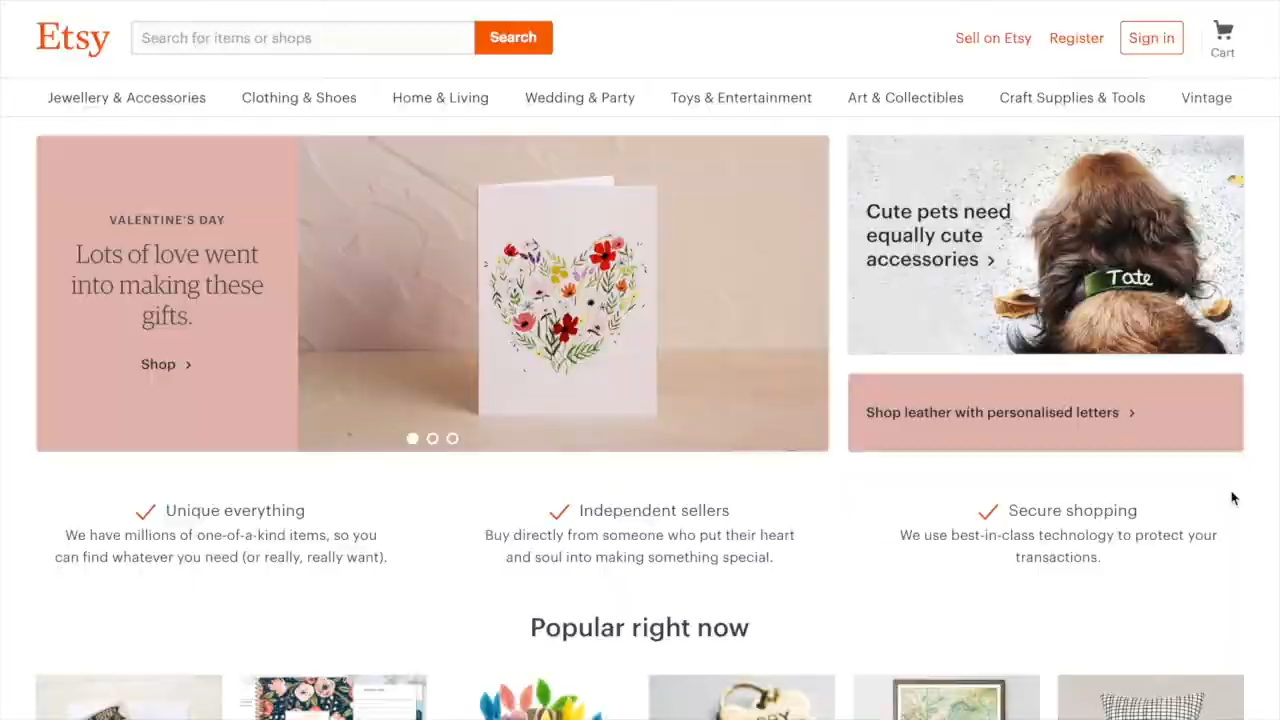 Etsy
Search for items or shops
Search
Sell on Etsy
Register
Sign in
Cart
Jewellery & Accessories
Clothing & Shoes
Home & Living
Wedding & Party
Toys & Entertainment
Art & Collectibles
Craft Supplies & Tools
Vintage
VALENTINE'S DAY
Lots of love went
into making these
gifts.
Shop
Cute pets need
equally cute
accessories
Tate
Shop leather with personalised letters
Unique everything
We have millions of one-of-a-kind items, so you
can find whatever you need (or really, really want).
Independent sellers
Buy directly from someone who put their heart
and soul into making something special.
Secure shopping
We use best-in-class technology to protect your
transactions.
Popular right now